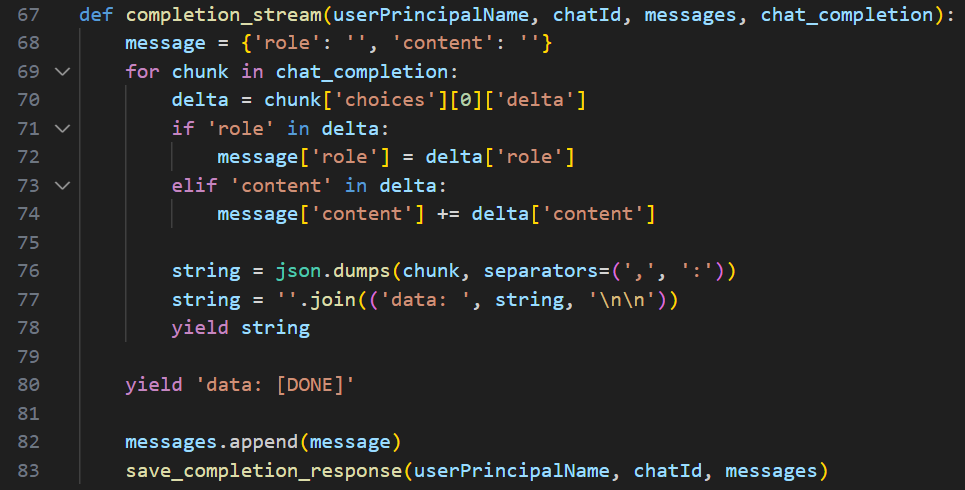 67 def completion_stream(userPrincipalName, chatId, messages, chat_completion):
68     message = {'role': '', 'content': ''}
69     for chunk in chat_completion:
70         delta = chunk['choices'][0]['delta']
71         if 'role' in delta:
72             message['role'] = delta['role']
73         elif 'content' in delta:
74             message['content'] += delta['content']
75
76         string = json.dumps(chunk, separators=(',', ':'))
77         string = ''.join(('data: ', string, '\n\n'))
78         yield string
79
80     yield 'data: [DONE]'
81
82     messages.append(message)
83     save_completion_response(userPrincipalName, chatId, messages)